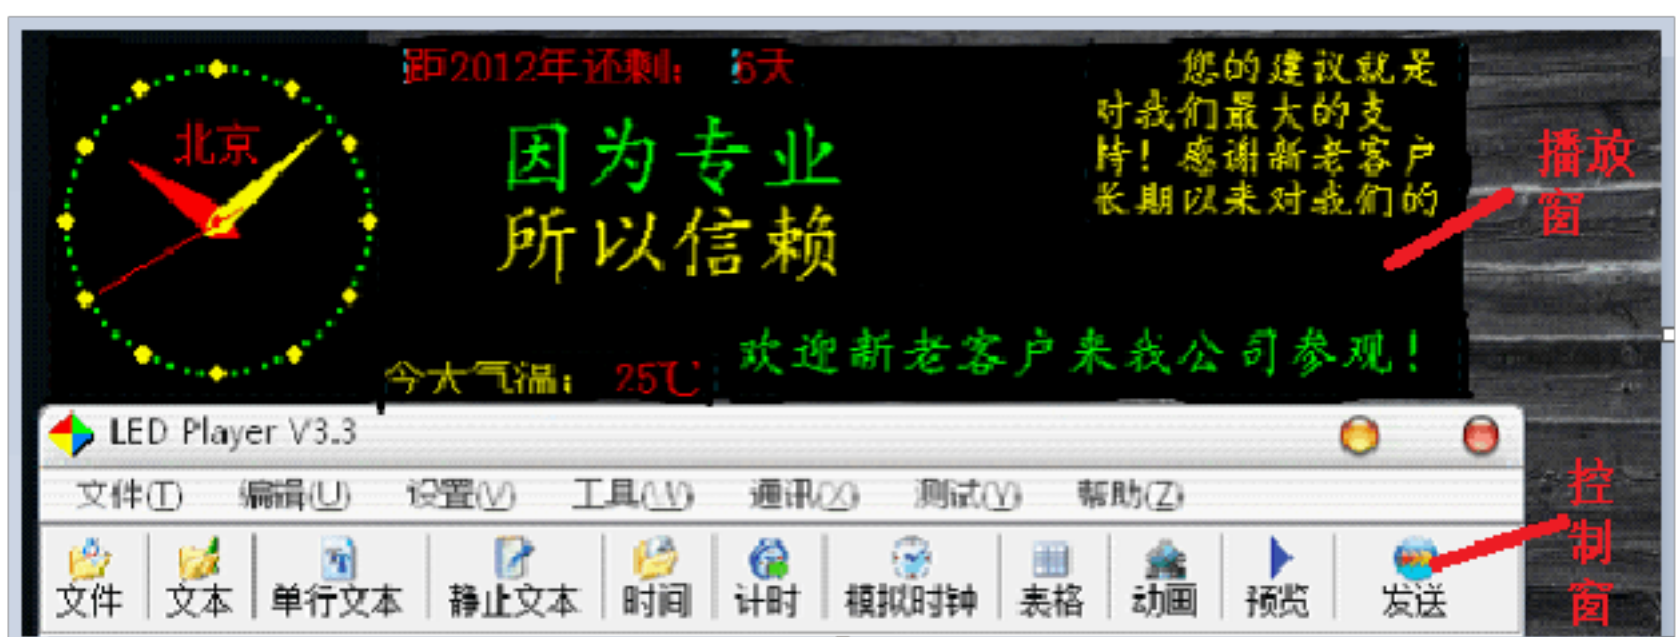 北京
距2012年还剩： 6天
因为专业
所以信赖
您的建议就是
对我们最大的支
持！感谢新老客户
长期以来对我们的
今天气温： 25℃
欢迎新老客户来我公司参观！
播放
窗
LED Player V3.3
文件(T) 编辑(U) 设置(V) 工具(W) 通讯(X) 测试(Y) 帮助(Z)
文件 文本 单行文本 静止文本 时间 计时 模拟时钟 表格 动画 预览 发送
控
制
窗